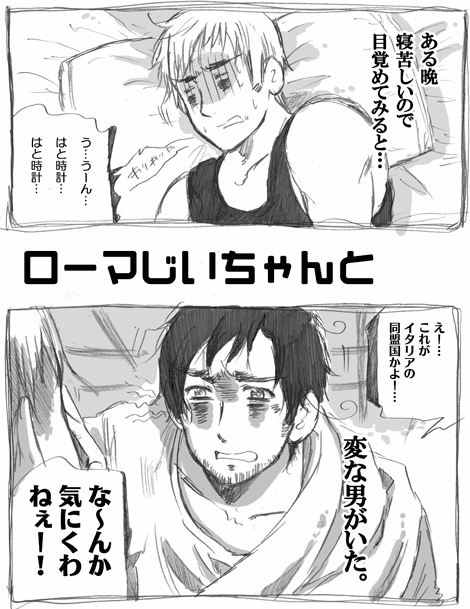 ある晩
寝苦しいので
目覚めてみると…
う…うーん…
はと時計…
はと時計…
ローマじいちゃんと
え！…
これが
イタリアの
同盟国かよ！…
変な男がいた。
な～んか
気にくわ
ねぇ！！